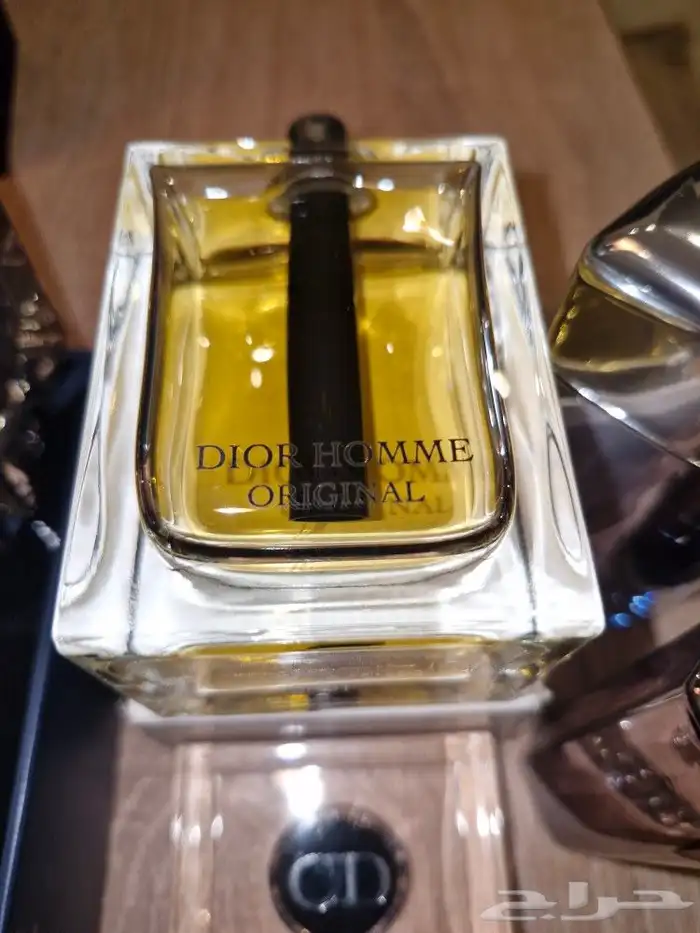 DIOR HOMME
ORIGINAL
CD
حراج